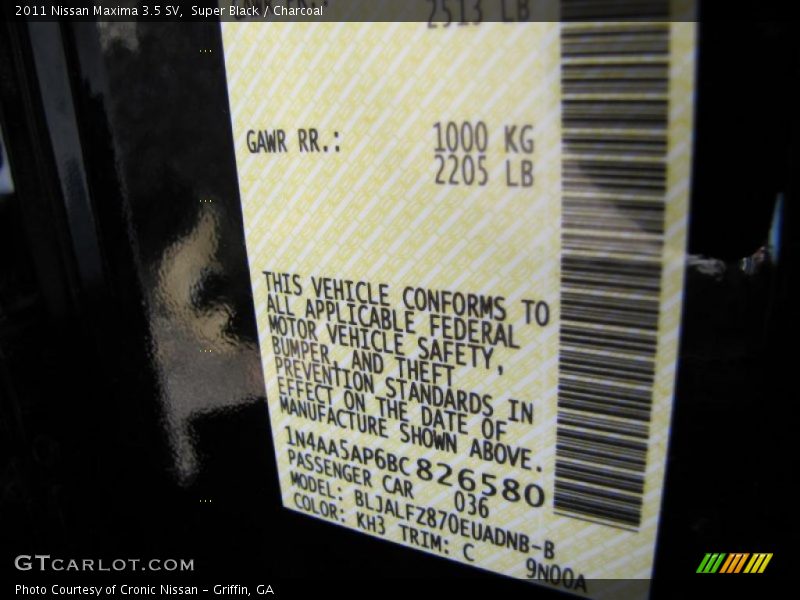 2011 Nissan Maxima 3.5 SV, Super Black / Charcoal
2513 LB
GAWR RR.: 1000 KG
2205 LB
THIS VEHICLE CONFORMS TO
ALL APPLICABLE FEDERAL
MOTOR VEHICLE SAFETY,
BUMPER, AND THEFT
PREVENTION STANDARDS IN
EFFECT ON THE DATE OF
MANUFACTURE SHOWN ABOVE.
1N4AA5AP6BC826580
PASSENGER CAR 036
MODEL: BLJALFZ870EUADNB-B
COLOR: KH3 TRIM: C 9N00A
GTCARLOT.COM
Photo Courtesy of Cronic Nissan - Griffin, GA